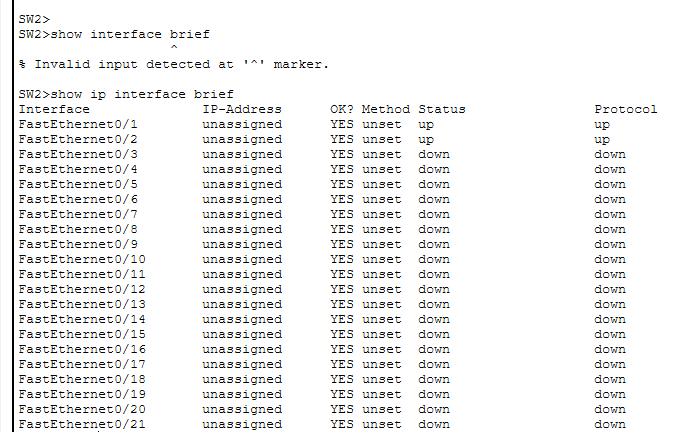 SW2>
SW2>show interface brief
^
% Invalid input detected at '^' marker.
SW2>show ip interface brief
Interface IP-Address OK? Method Status Protocol
FastEthernet0/1 unassigned YES unset up up
FastEthernet0/2 unassigned YES unset up up
FastEthernet0/3 unassigned YES unset down down
FastEthernet0/4 unassigned YES unset down down
FastEthernet0/5 unassigned YES unset down down
FastEthernet0/6 unassigned YES unset down down
FastEthernet0/7 unassigned YES unset down down
FastEthernet0/8 unassigned YES unset down down
FastEthernet0/9 unassigned YES unset down down
FastEthernet0/10 unassigned YES unset down down
FastEthernet0/11 unassigned YES unset down down
FastEthernet0/12 unassigned YES unset down down
FastEthernet0/13 unassigned YES unset down down
FastEthernet0/14 unassigned YES unset down down
FastEthernet0/15 unassigned YES unset down down
FastEthernet0/16 unassigned YES unset down down
FastEthernet0/17 unassigned YES unset down down
FastEthernet0/18 unassigned YES unset down down
FastEthernet0/19 unassigned YES unset down down
FastEthernet0/20 unassigned YES unset down down
FastEthernet0/21 unassigned YES unset down down